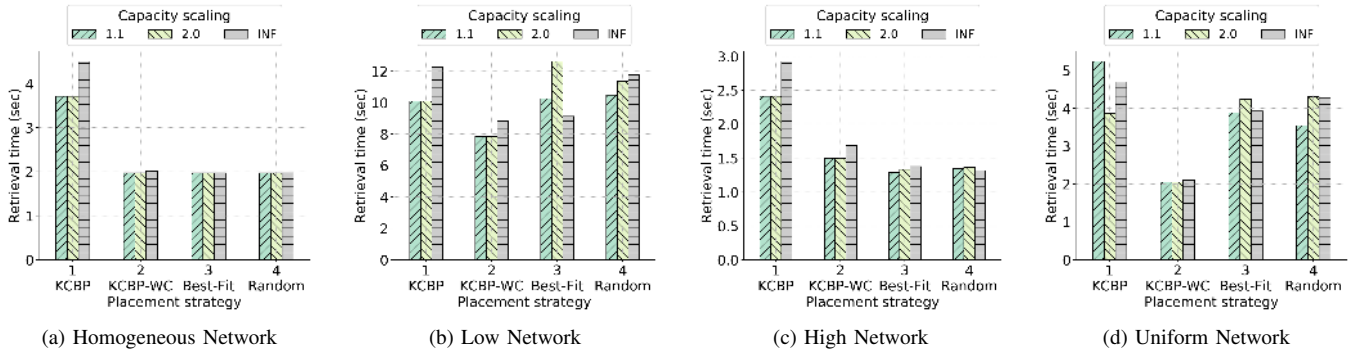 Capacity scaling
1.1 2.0 INF
Retrieval time (sec)
4
3
2
1
0
1 2 3 4
KCBP KCBP-WC Best-Fit Random
Placement strategy
(a) Homogeneous Network
Capacity scaling
1.1 2.0 INF
Retrieval time (sec)
12
10
8
6
4
2
0
1 2 3 4
KCBP KCBP-WC Best-Fit Random
Placement strategy
(b) Low Network
Capacity scaling
1.1 2.0 INF
Retrieval time (sec)
3.0
2.5
2.0
1.5
1.0
0.5
0.0
1 2 3 4
KCBP KCBP-WC Best-Fit Random
Placement strategy
(c) High Network
Capacity scaling
1.1 2.0 INF
Retrieval time (sec)
5
4
3
2
1
0
1 2 3 4
KCBP KCBP-WC Best-Fit Random
Placement strategy
(d) Uniform Network